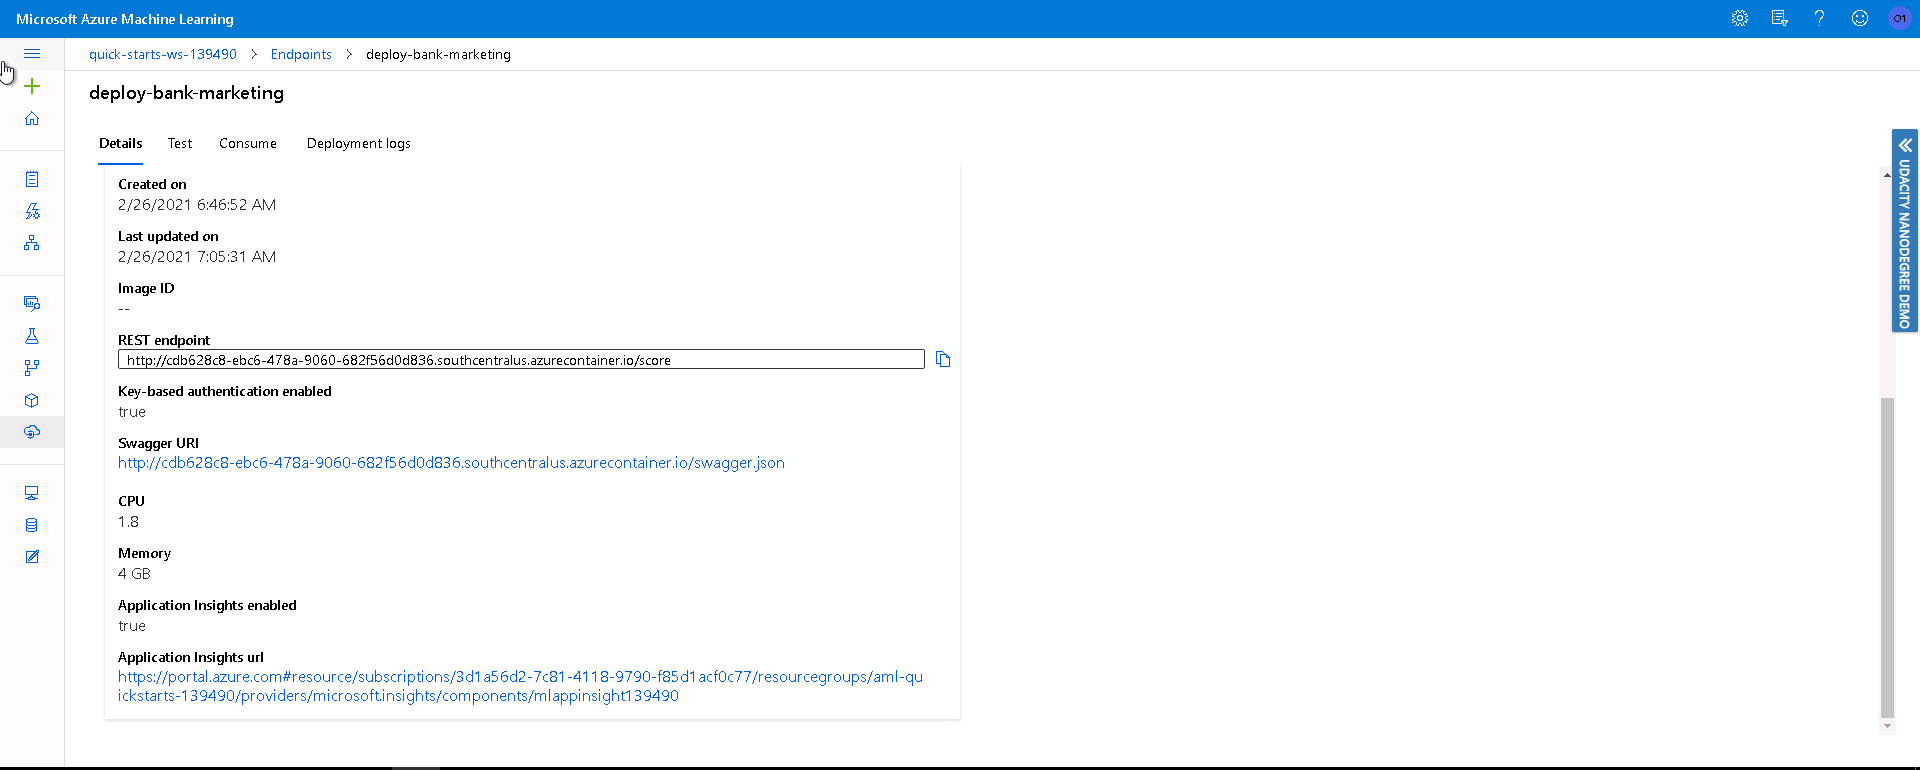 Microsoft Azure Machine Learning
O1
quick-starts-ws-139490 > Endpoints > deploy-bank-marketing
deploy-bank-marketing
Details Test Consume Deployment logs
Created on
2/26/2021 6:46:52 AM
Last updated on
2/26/2021 7:05:31 AM
Image ID
--
REST endpoint
http://cdb628c8-ebc6-478a-9060-682f56d0d836.southcentralus.azurecontainer.io/score
Key-based authentication enabled
true
Swagger URI
http://cdb628c8-ebc6-478a-9060-682f56d0d836.southcentralus.azurecontainer.io/swagger.json
CPU
1.8
Memory
4 GB
Application Insights enabled
true
Application Insights url
https://portal.azure.com#resource/subscriptions/3d1a56d2-7c81-4118-9790-f85d1acf0c77/resourcegroups/aml-qu
ickstarts-139490/providers/microsoft.insights/components/mlappinsight139490
UDACITY NANODEGREE DEMO